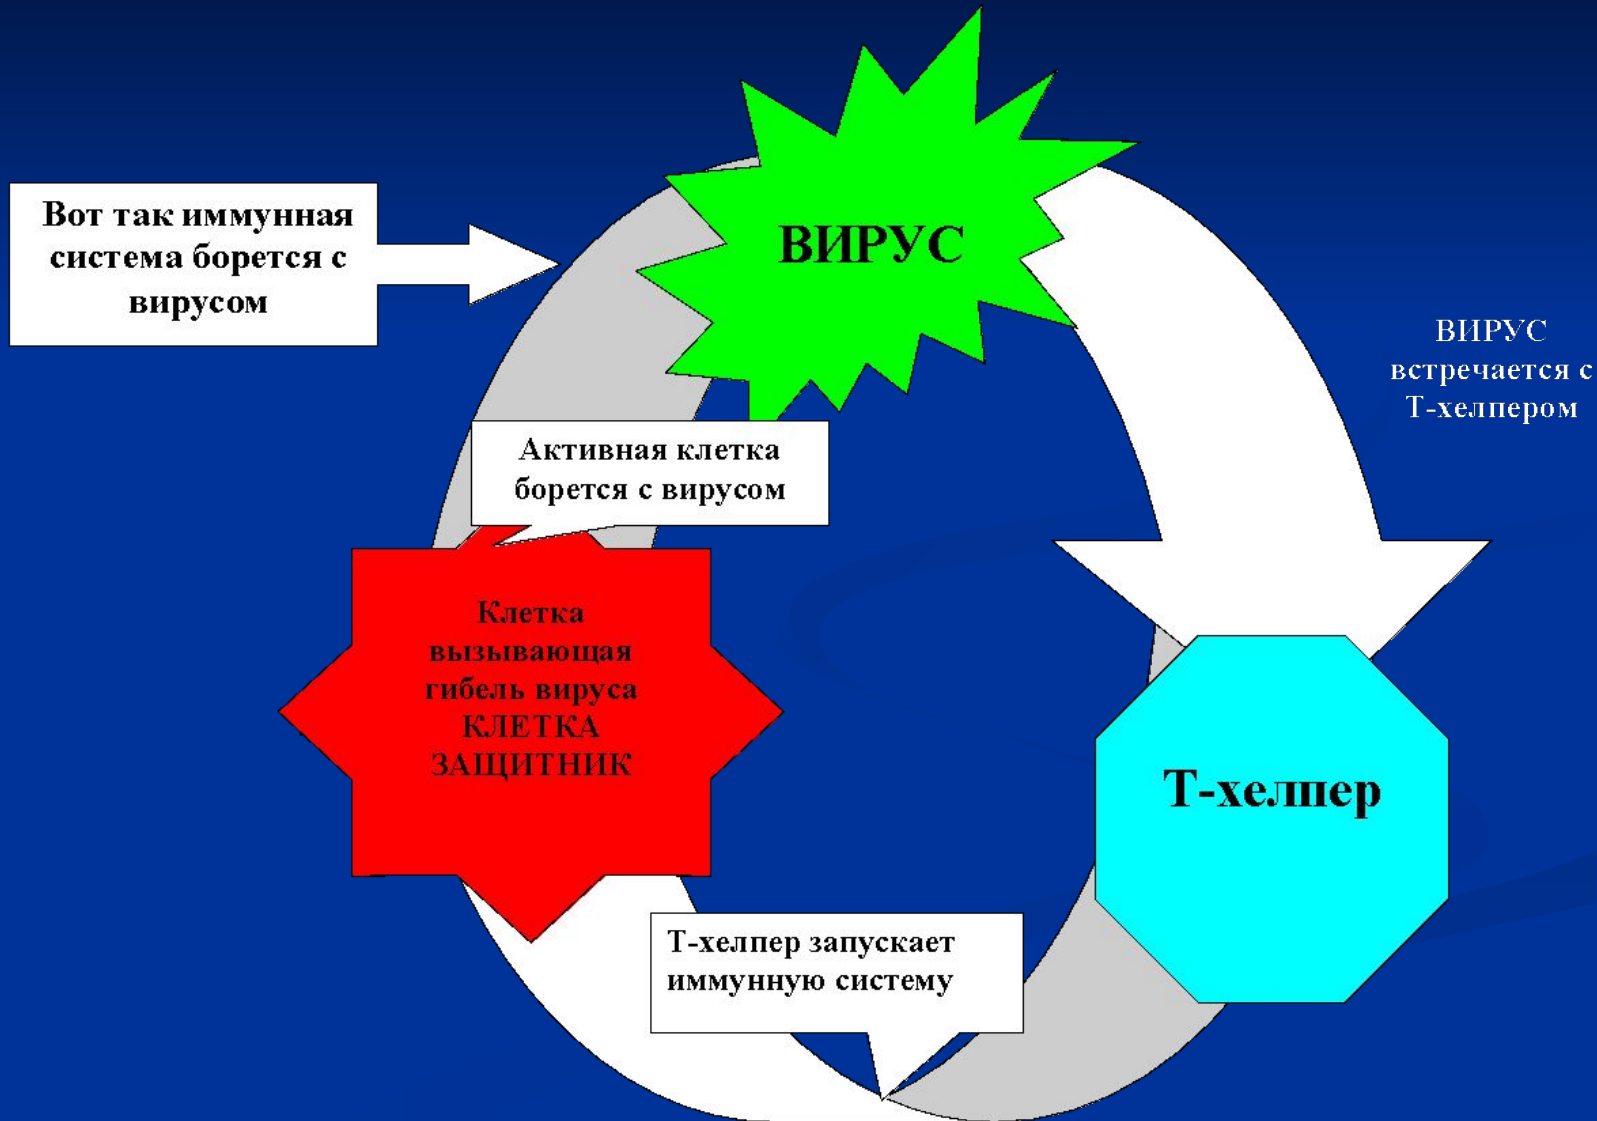 ВИРУС
Вот так иммунная
система борется с
вирусом
ВИРУС
встречается с
Т-хелпером
Активная клетка
борется с вирусом
Клетка
вызывающая
гибель вируса
КЛЕТКА
ЗАЩИТНИК
Т-хелпер
Т-хелпер запускает
иммунную систему